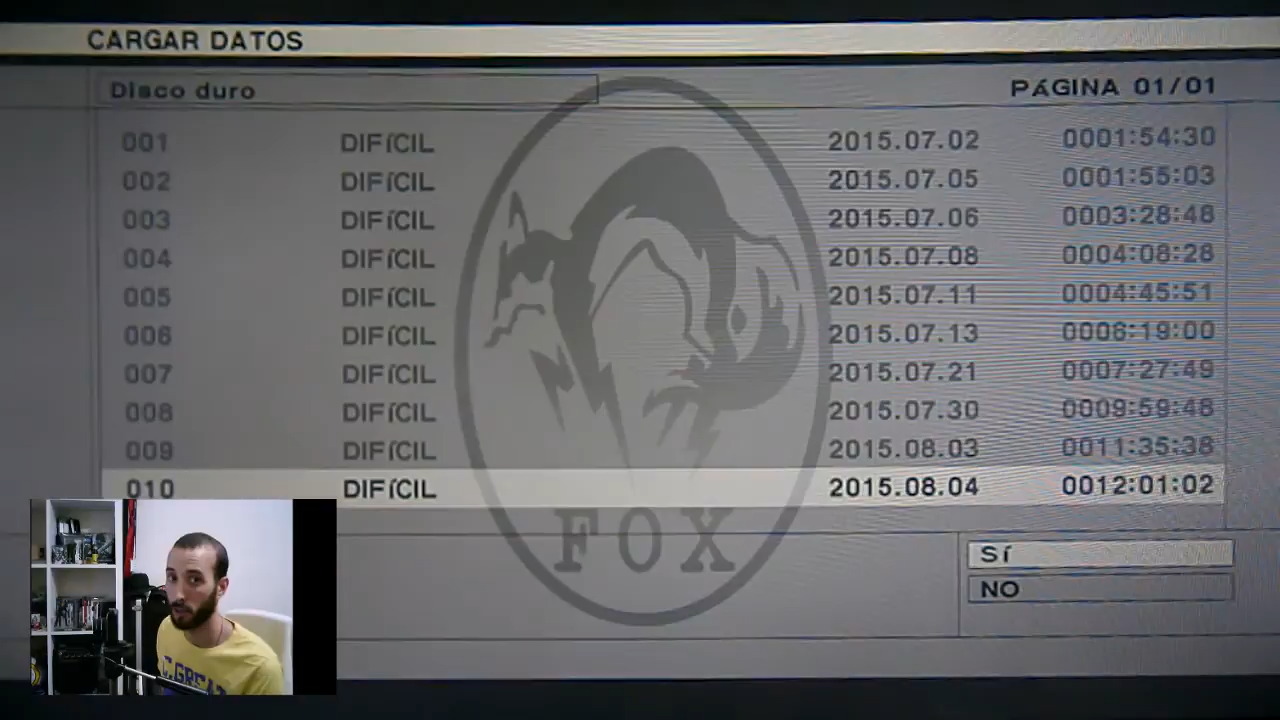 CARGAR DATOS
Disco duro PÁGINA 01/01
001 DIFÍCIL 2015.07.02 0001:54:30
002 DIFÍCIL 2015.07.05 0001:55:03
003 DIFÍCIL 2015.07.06 0003:28:48
004 DIFÍCIL 2015.07.08 0004:08:28
005 DIFÍCIL 2015.07.11 0004:45:51
006 DIFÍCIL 2015.07.13 0006:19:00
007 DIFÍCIL 2015.07.21 0007:27:49
008 DIFÍCIL 2015.07.30 0009:59:48
009 DIFÍCIL 2015.08.03 0011:35:38
010 DIFÍCIL 2015.08.04 0012:01:02
FOX
SÍ
NO